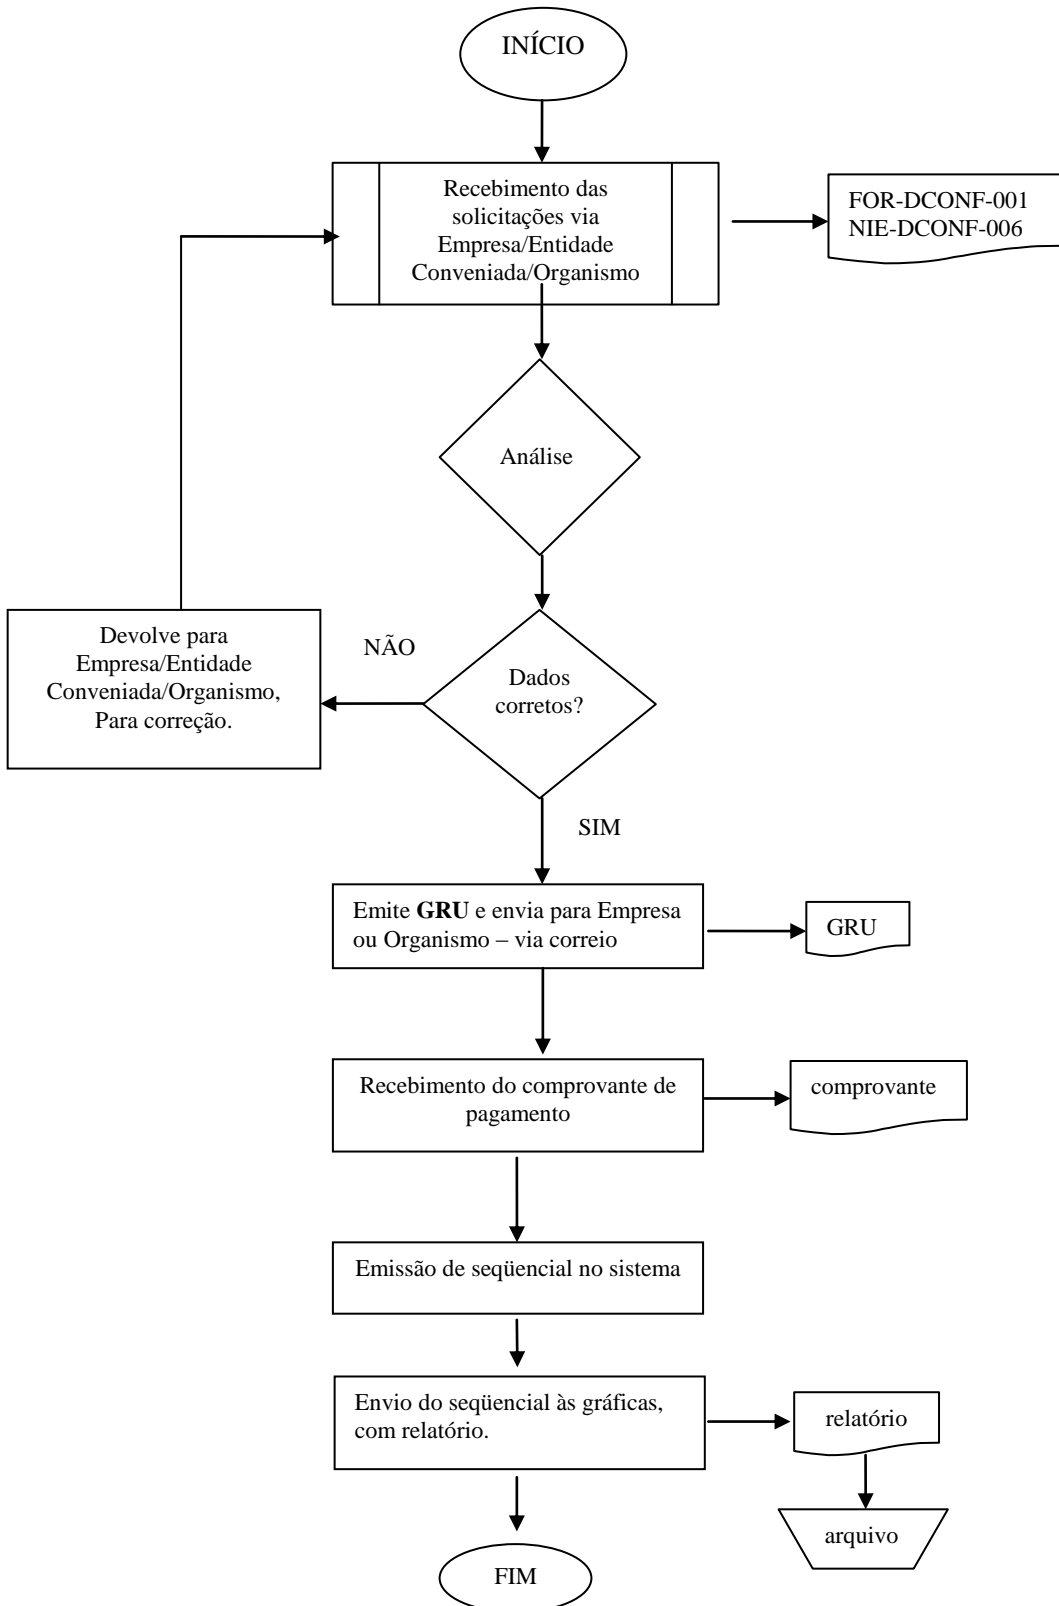 INÍCIO
Recebimento das
solicitações via
Empresa/Entidade
Conveniada/Organismo
FOR-DCONF-001
NIE-DCONF-006
Análise
Devolve para
Empresa/Entidade
Conveniada/Organismo,
Para correção.
NÃO
Dados
corretos?
SIM
Emite GRU e envia para Empresa
ou Organismo – via correio
GRU
Recebimento do comprovante de
pagamento
comprovante
Emissão de seqüencial no sistema
Envio do seqüencial às gráficas,
com relatório.
relatório
arquivo
FIM